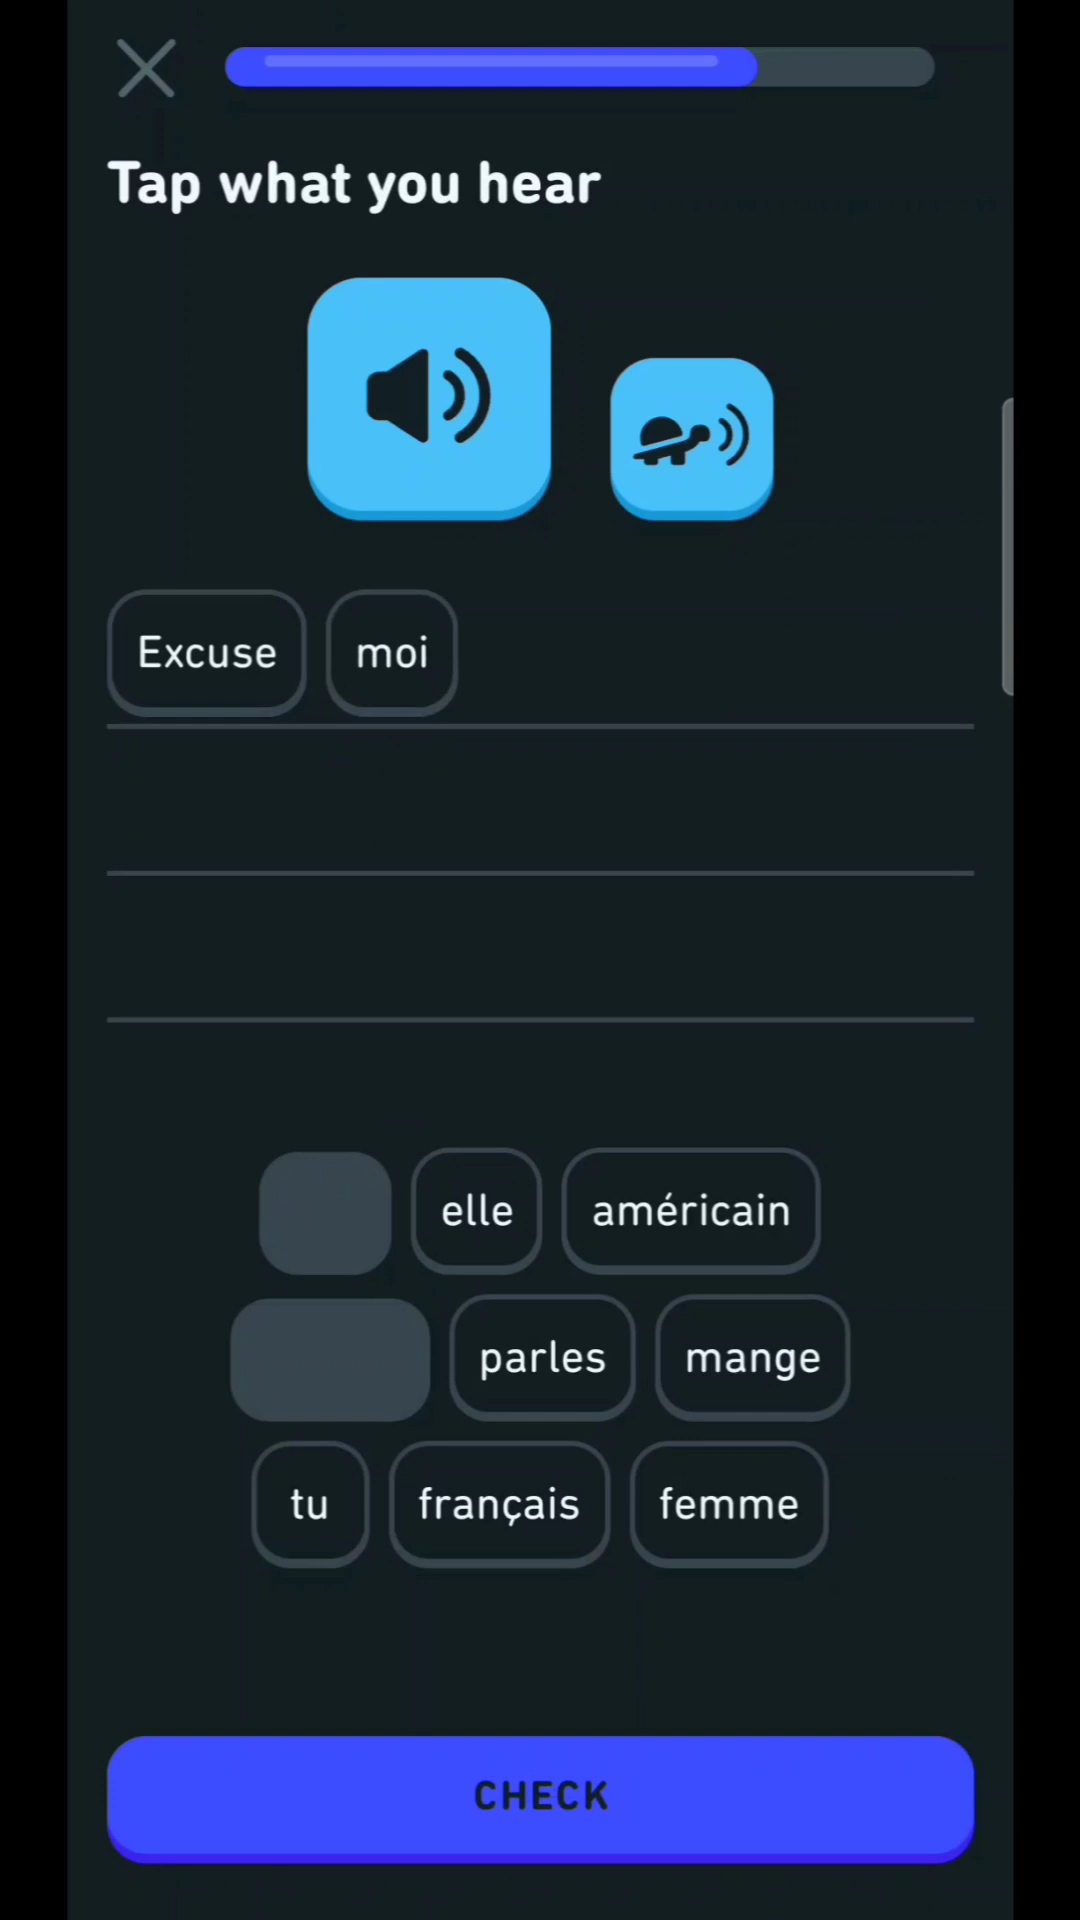 Tap what you hear
Excuse moi
elle américain
parles mange
tu français femme
CHECK